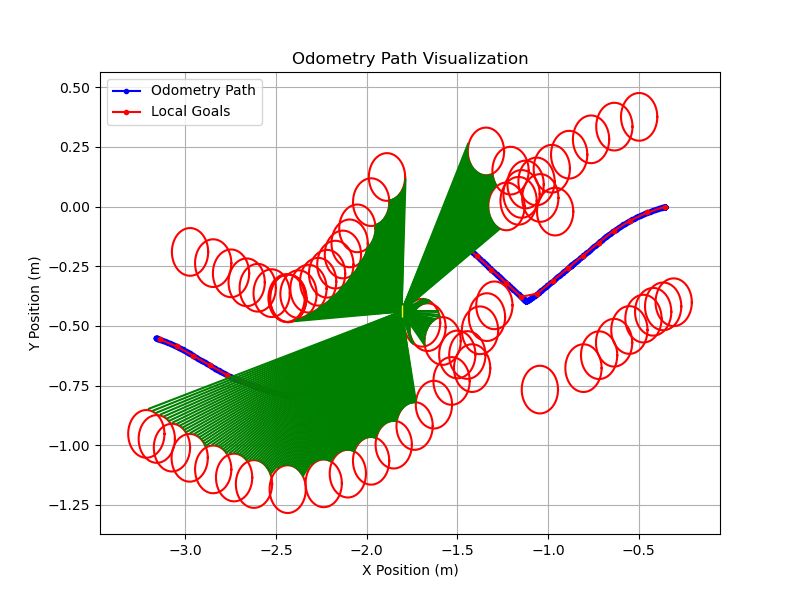 Odometry Path Visualization
Odometry Path
Local Goals
Y Position (m)
0.50
0.25
0.00
−0.25
−0.50
−0.75
−1.00
−1.25
−3.0 −2.5 −2.0 −1.5 −1.0 −0.5
X Position (m)